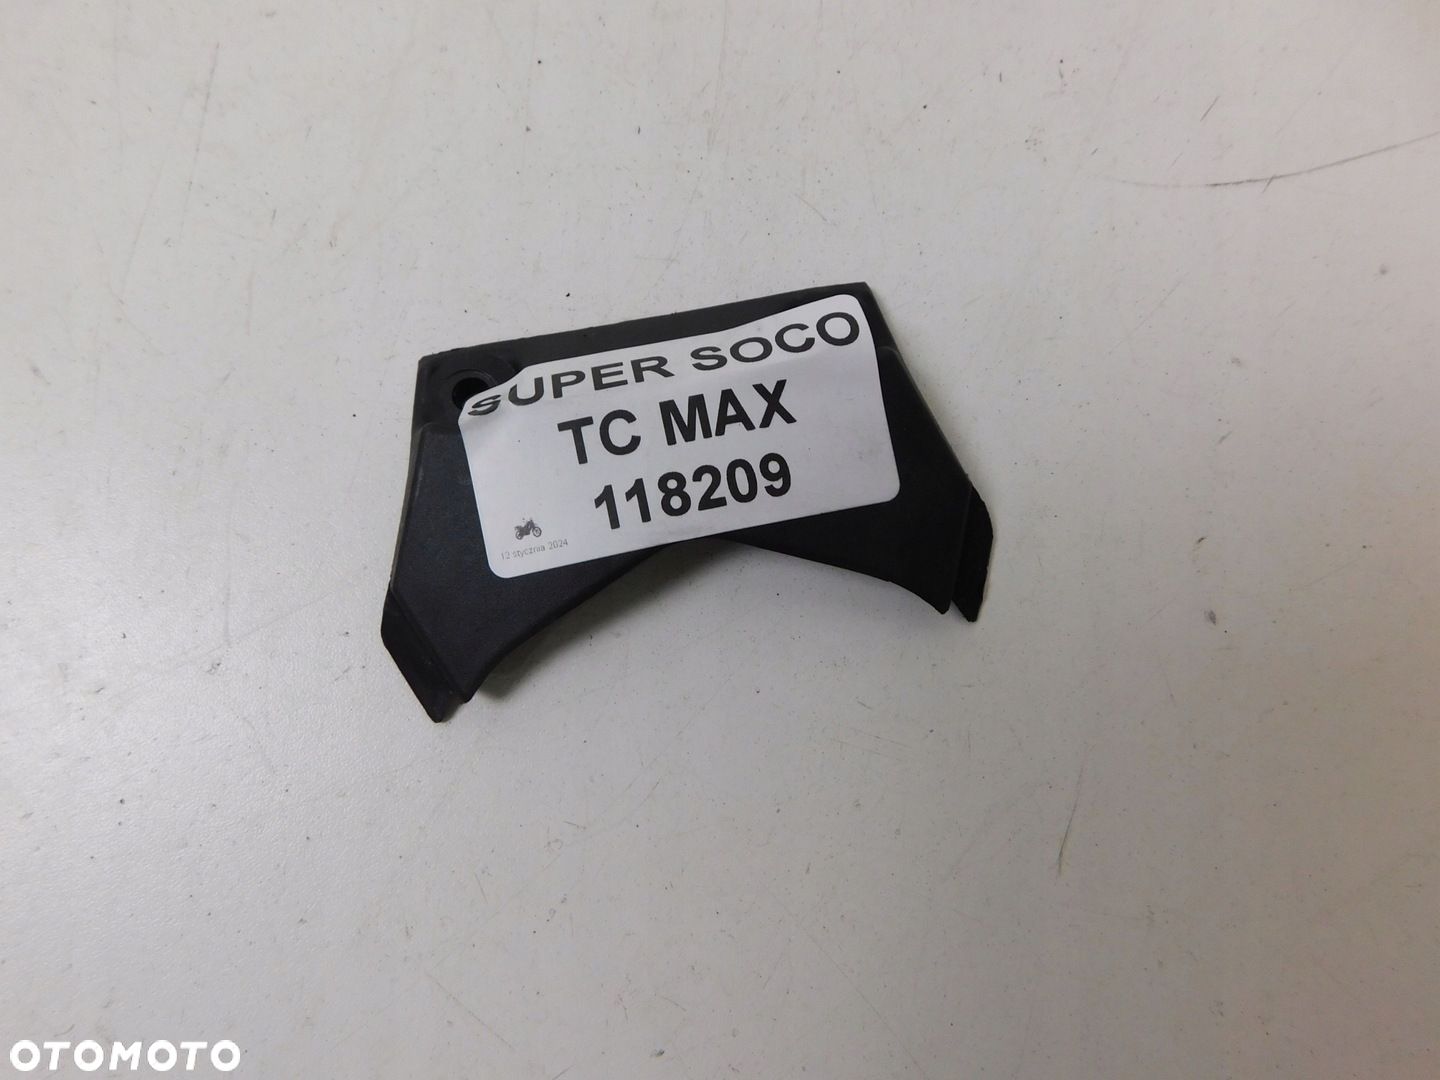 SUPER SOCO
TC MAX
118209
12 stycznia 2024
OTOMOTO